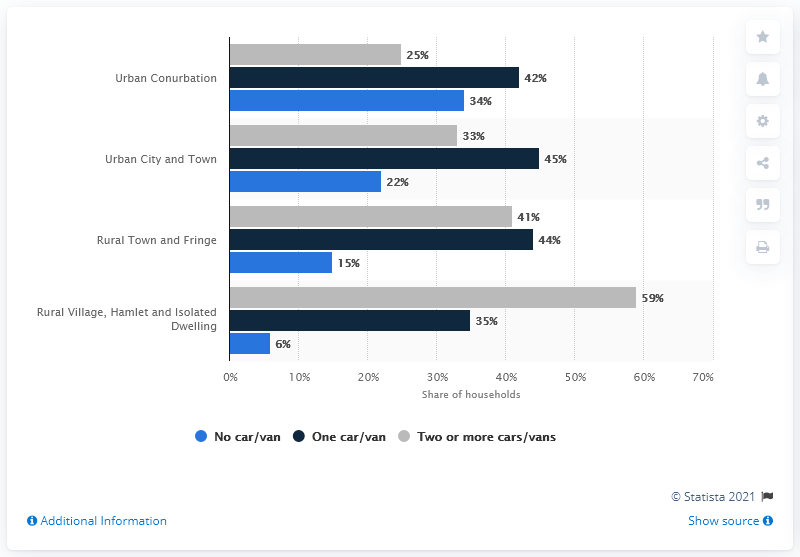 25%
Urban Conurbation
42%
34%
33%
Urban City and Town
45%
22%
41%
Rural Town and Fringe
44%
15%
59%
Rural Village, Hamlet and Isolated
Dwelling
35%
6%
0% 10% 20% 30% 40% 50% 60% 70%
Share of households
No car/van One car/van Two or more cars/vans
© Statista 2021
Additional Information Show source